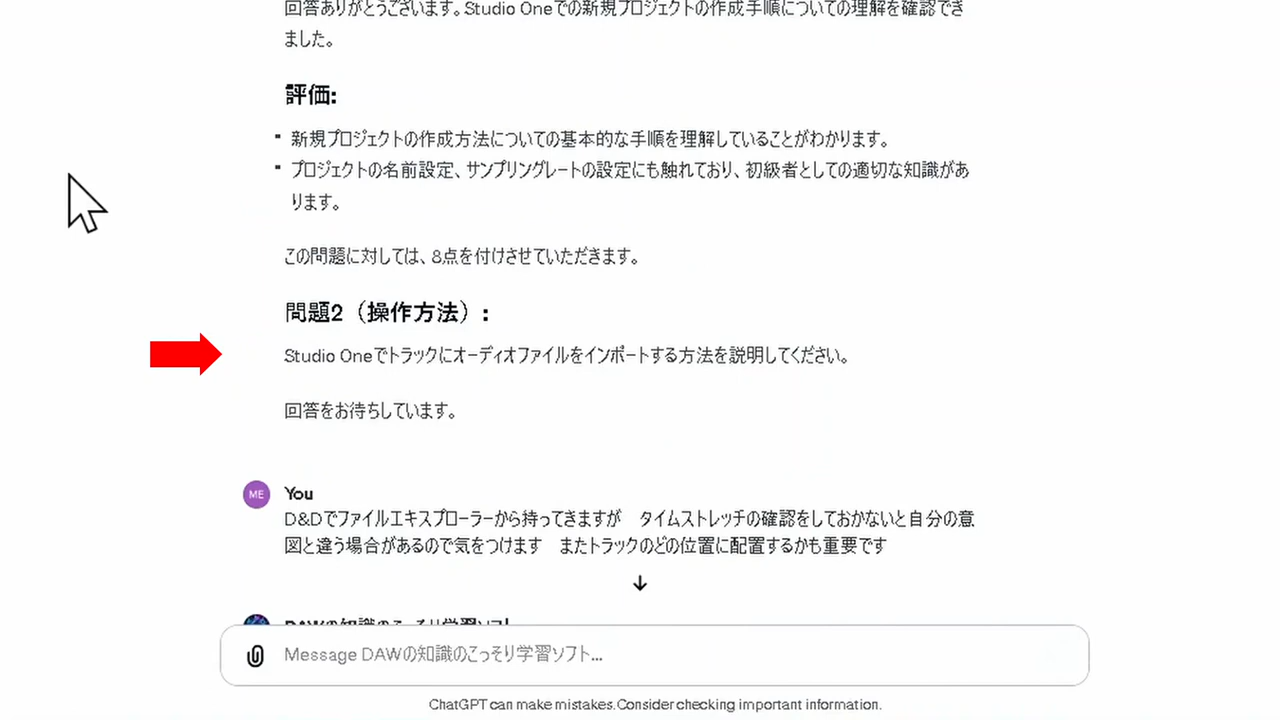 回答ありがとうございます。Studio Oneでの新規プロジェクトの作成手順についての理解を確認でき
ました。
評価:
新規プロジェクトの作成方法についての基本的な手順を理解していることがわかります。
プロジェクトの名前設定、サンプリングレートの設定にも触れており、初級者としての適切な知識があ
ります。
この問題に対しては、8点を付けさせていただきます。
問題2（操作方法）:
Studio Oneでトラックにオーディオファイルをインポートする方法を説明してください。
回答をお待ちしています。
ME You
D&Dでファイルエキスプローラーから持ってきますが　タイムストレッチの確認をしておかないと自分の意
図と違う場合があるので気をつけます　またトラックのどの位置に配置するかも重要です
DAWの知識のこっそり学習ソフト
Message DAWの知識のこっそり学習ソフト...
ChatGPT can make mistakes. Consider checking important information.